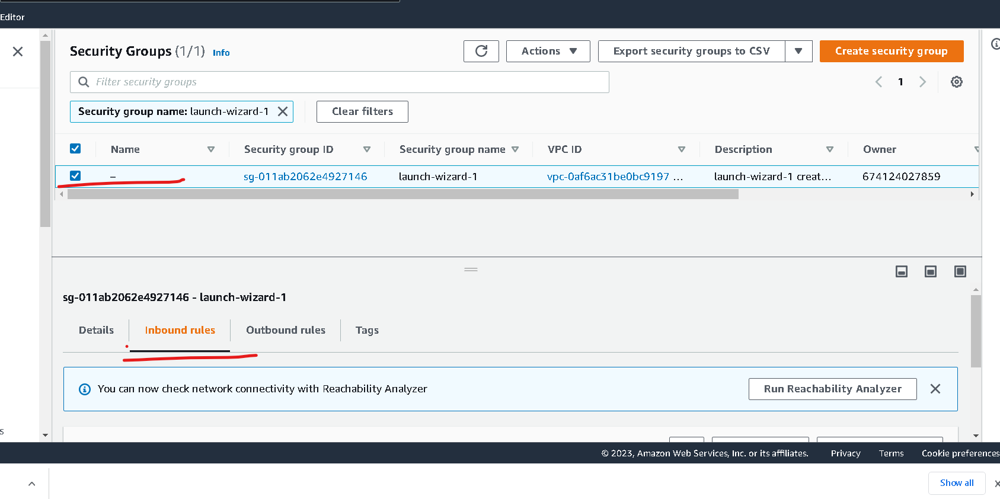 Editor
Security Groups (1/1) Info
Actions
Export security groups to CSV
Create security group
Filter security groups
1
Security group name: launch-wizard-1
Clear filters
Name Security group ID Security group name VPC ID Description Owner
– sg-011ab2062e4927146 launch-wizard-1 vpc-0af6ac31be0bc9197 ... launch-wizard-1 creat... 674124027859
sg-011ab2062e4927146 - launch-wizard-1
Details Inbound rules Outbound rules Tags
You can now check network connectivity with Reachability Analyzer
Run Reachability Analyzer
s
© 2023, Amazon Web Services, Inc. or its affiliates. Privacy Terms Cookie preferences
Show all